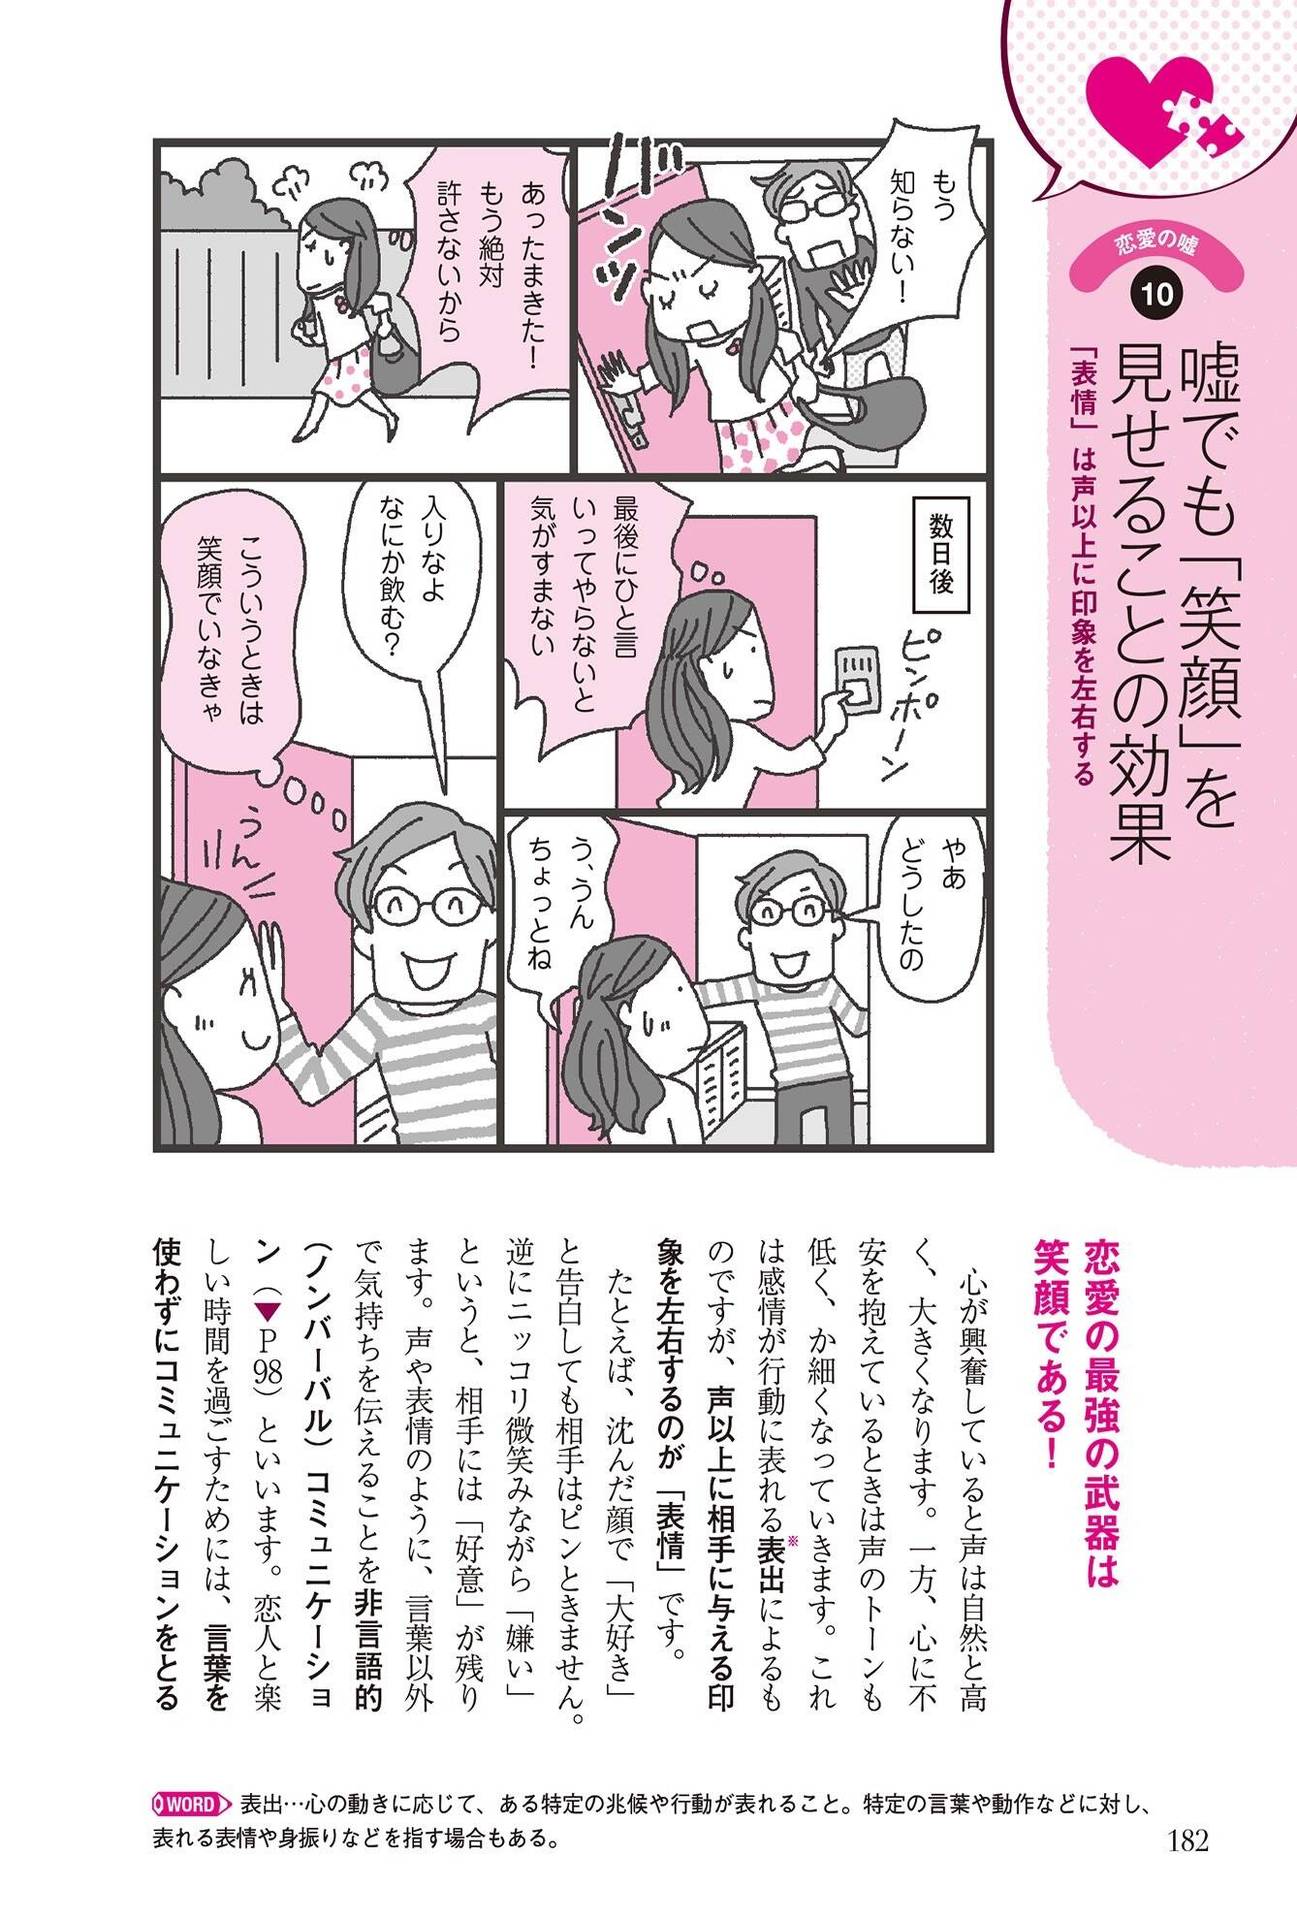 恋愛の嘘
10
嘘でも「笑顔」を
見せることの効果
「表情」は声以上に印象を左右する
もう
知らない！
バンッ
あったまきた！
もう絶対
許さないから
数日後
ピンポーン
最後にひと言
いってやらないと
気がすまない
やあ
どうしたの
う、うん
ちょっとね
入りなよ
なにか飲む？
こういうときは
笑顔でいなきゃ
うん
恋愛の最強の武器は
笑顔である！
心が興奮していると声は自然と高
く、大きくなります。一方、心に不
安を抱えているときは声のトーンも
低く、か細くなっていきます。これ
は感情が行動に表れる表出※によるも
のですが、声以上に相手に与える印
象を左右するのが「表情」です。
たとえば、沈んだ顔で「大好き」
と告白しても相手はピンときません。
逆にニッコリ微笑みながら「嫌い」
というと、相手には「好意」が残り
ます。声や表情のように、言葉以外
で気持ちを伝えることを非言語的
（ノンバーバル）コミュニケーショ
ン（▼P98）といいます。恋人と楽
しい時間を過ごすためには、言葉を
使わずにコミュニケーションをとる
WORD 表出…心の動きに応じて、ある特定の兆候や行動が表れること。特定の言葉や動作などに対し、
表れる表情や身振りなどを指す場合もある。
182